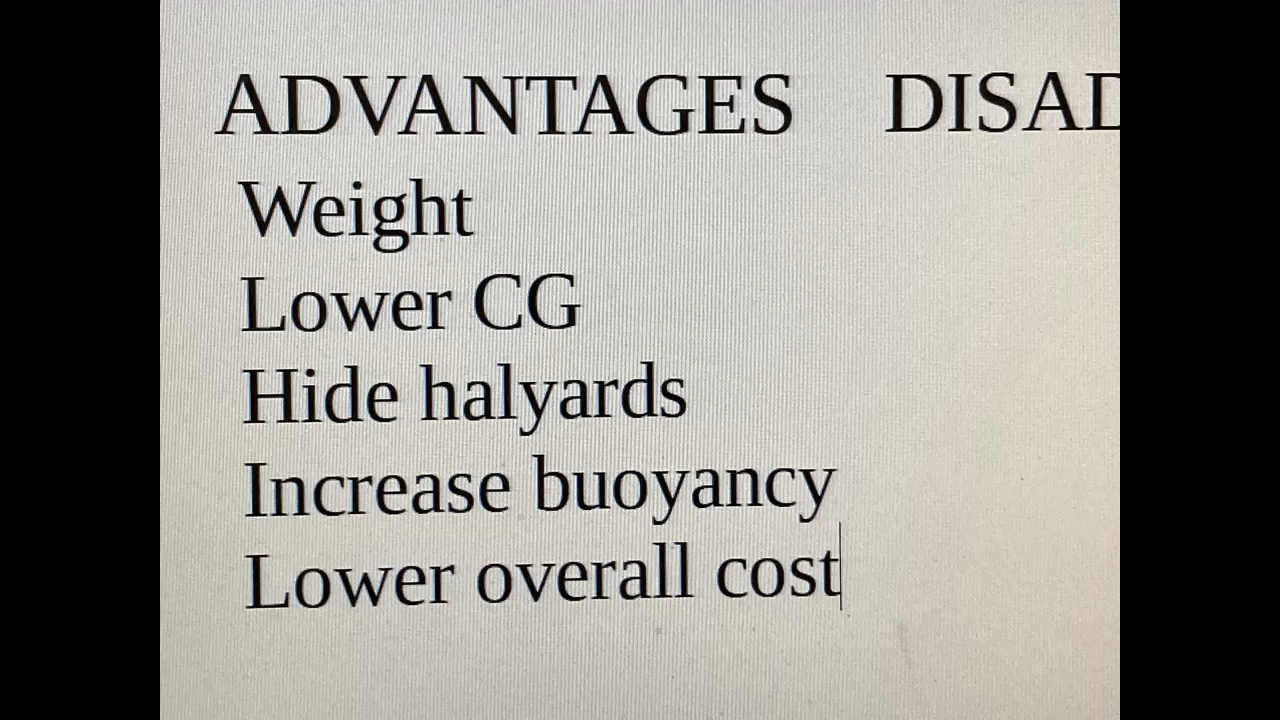 ADVANTAGES DISAD
Weight
Lower CG
Hide halyards
Increase buoyancy
Lower overall cost